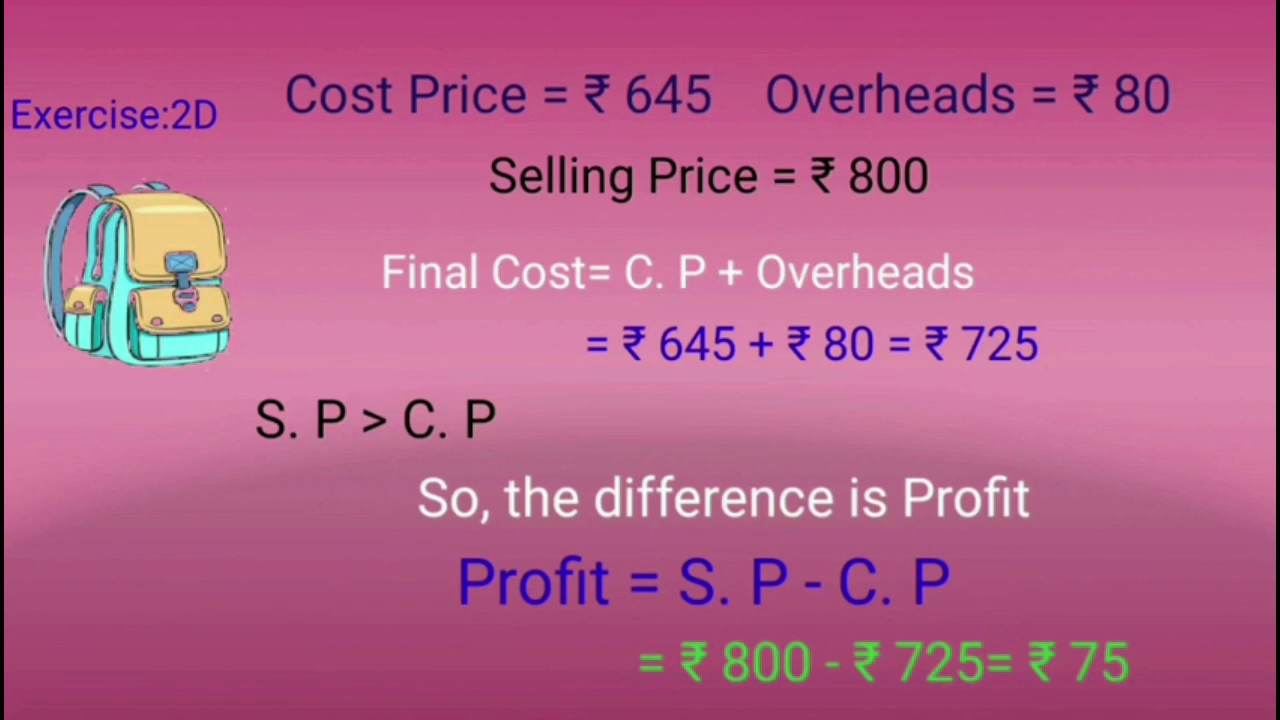 Cost Price = ₹ 645 Overheads = ₹ 80
Exercise:2D
Selling Price = ₹ 800
Final Cost= C. P + Overheads
= ₹ 645 + ₹ 80 = ₹ 725
S. P > C. P
So, the difference is Profit
Profit = S. P - C. P
= ₹ 800 - ₹ 725= ₹ 75